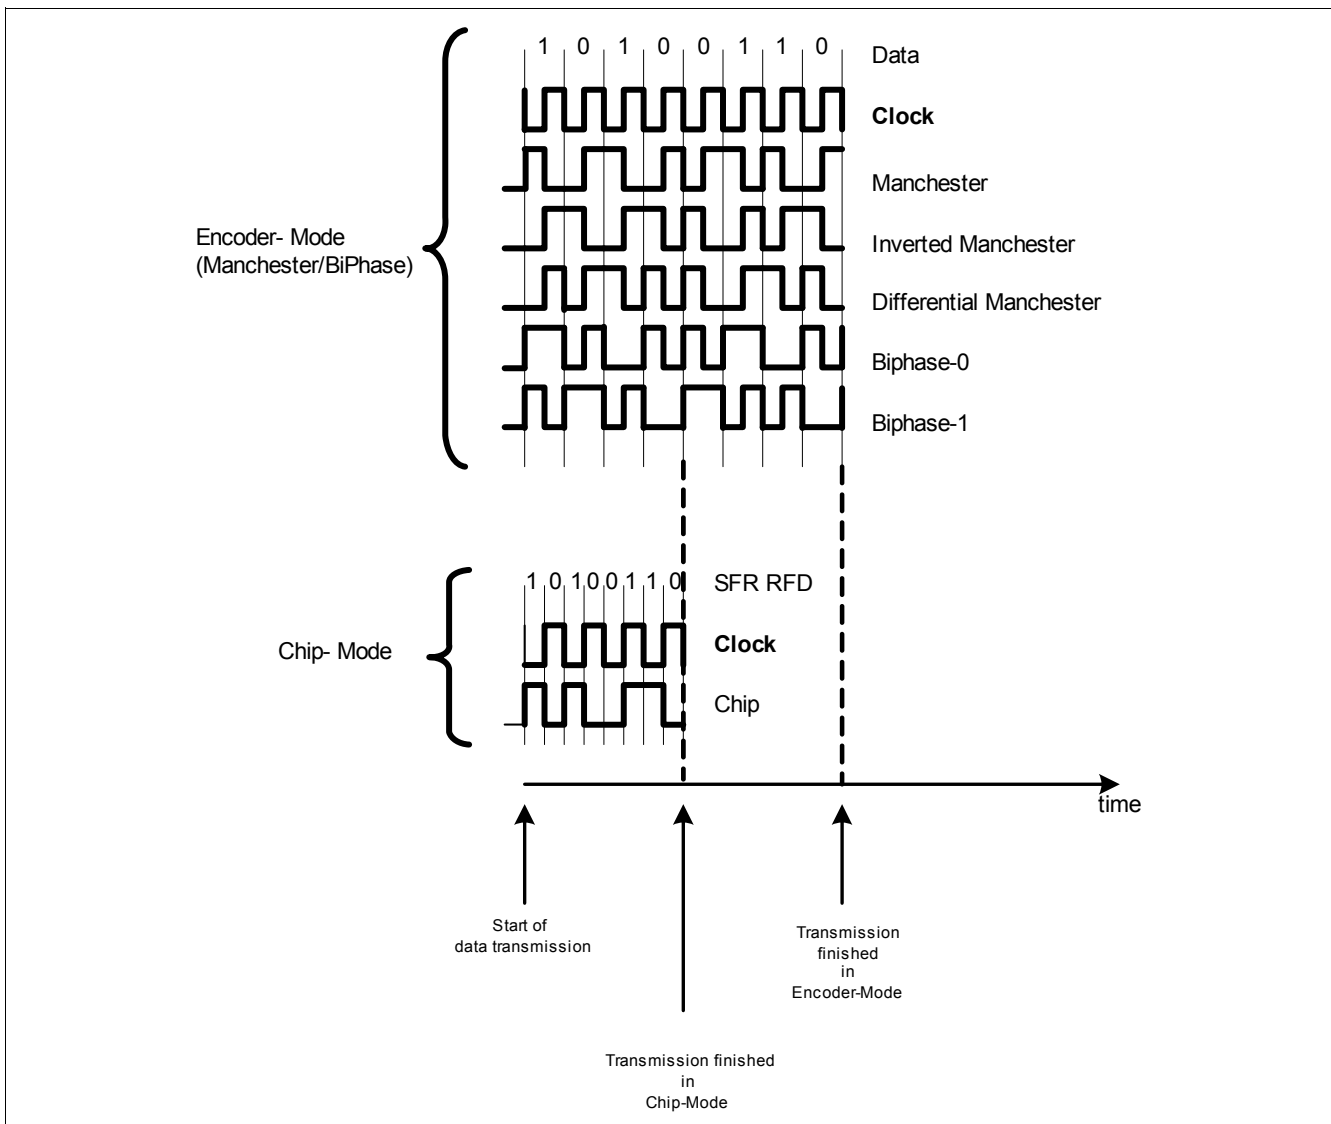 1 0 1 0 0 1 1 0 Data
Clock
Manchester
Inverted Manchester
Encoder- Mode
(Manchester/BiPhase)
Differential Manchester
Biphase-0
Biphase-1
1 0 1 0 0 1 1 0 SFR RFD
Clock
Chip- Mode
Chip
time
Start of
data transmission
Transmission
finished
in
Encoder-Mode
Transmission finished
in
Chip-Mode